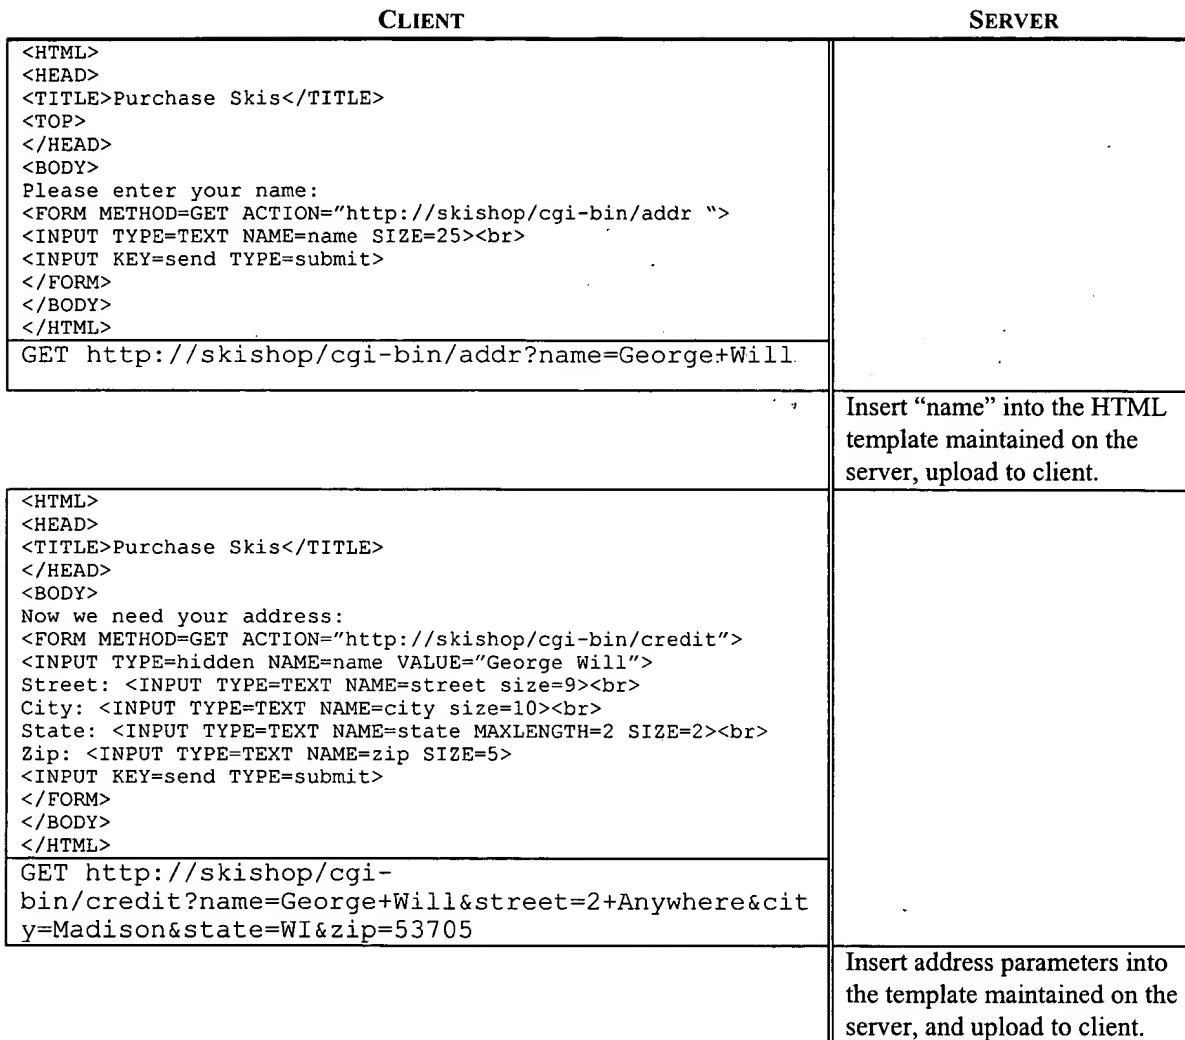 CLIENT SERVER
<HTML>
<HEAD>
<TITLE>Purchase Skis</TITLE>
<TOP>
</HEAD>
<BODY>
Please enter your name:
<FORM METHOD=GET ACTION="http://skishop/cgi-bin/addr “>
<INPUT TYPE=TEXT NAME=name SIZE=25><br>
<INPUT KEY=send TYPE=submit>
</FORM>
</BODY>
</HTML>
GET http://skishop/cgi-bin/addr?name=George+Will
Insert “name” into the HTML
template maintained on the
server, upload to client.
<HTML>
<HEAD>
<TITLE>Purchase Skis</TITLE>
</HEAD>
<BODY>
Now we need your address:
<FORM METHOD=GET ACTION="http://skishop/cgi-bin/credit">
<INPUT TYPE=hidden NAME=name VALUE="George Will">
Street: <INPUT TYPE=TEXT NAME=street size=9><br>
City: <INPUT TYPE=TEXT NAME=city size=10><br>
State: <INPUT TYPE=TEXT NAME=state MAXLENGTH=2 SIZE=2><br>
Zip: <INPUT TYPE=TEXT NAME=zip SIZE=5>
<INPUT KEY=send TYPE=submit>
</FORM>
</BODY>
</HTML>
GET http://skishop/cgi-
bin/credit?name=George+Will&street=2+Anywhere&cit
y=Madison&state=WI&zip=53705
Insert address parameters into
the template maintained on the
server, and upload to client.